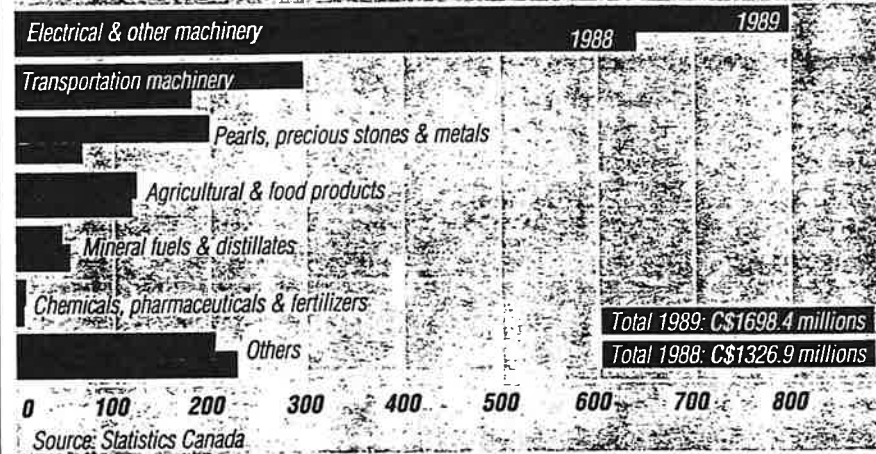 Electrical & other machinery
1989
1988
Transportation machinery
Pearls, precious stones & metals
Agricultural & food products
Mineral fuels & distillates
Chemicals, pharmaceuticals & fertilizers
Others
Total 1989: C$1698.4 millions
Total 1988: C$1326.9 millions
0 100 200 300 400 500 600 700 800
Source: Statistics Canada